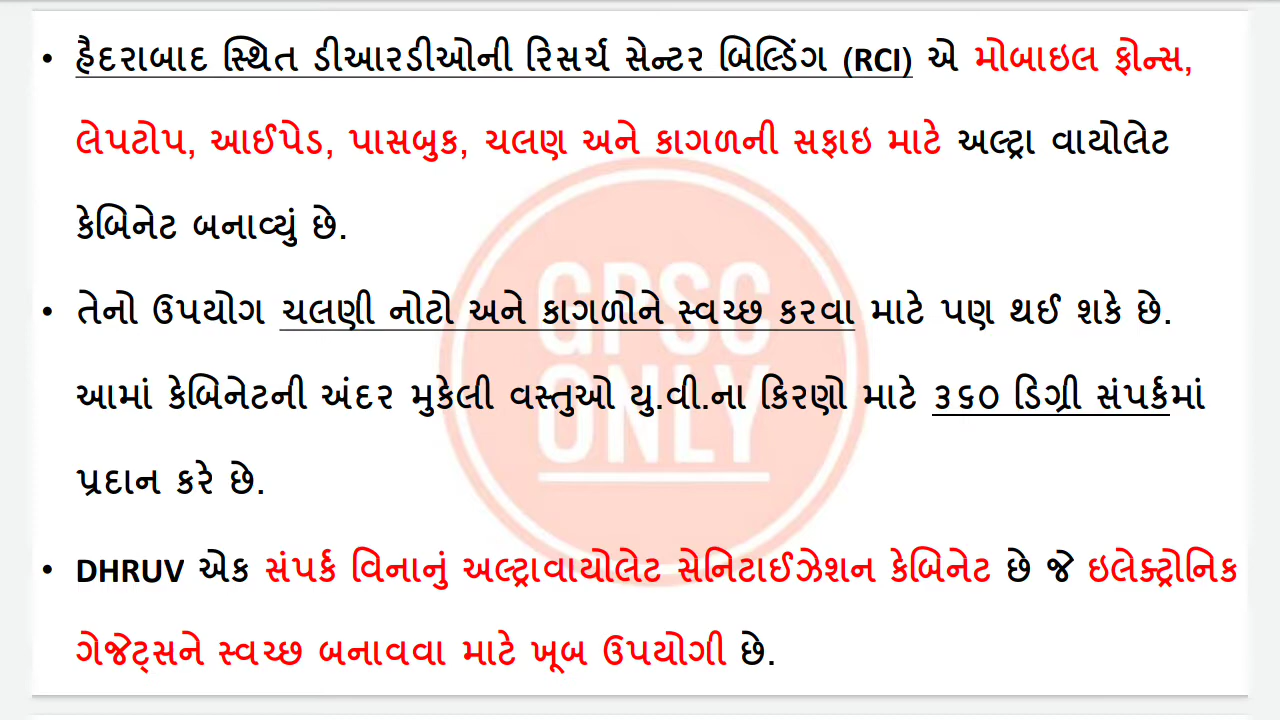 • હૈદરાબાદ સ્થિત ડીઆરડીઓની રિસર્ચ સેન્ટર બિલ્ડિંગ (RCI) એ મોબાઇલ ફોન્સ,
લેપટોપ, આઈપેડ, પાસબુક, ચલણ અને કાગળની સફાઇ માટે અલ્ટ્રા વાયોલેટ
કેબિનેટ બનાવ્યું છે.
• તેનો ઉપયોગ ચલણી નોટો અને કાગળોને સ્વચ્છ કરવા માટે પણ થઈ શકે છે.
આમાં કેબિનેટની અંદર મુકેલી વસ્તુઓ યુ.વી.ના કિરણો માટે ૩૬૦ ડિગ્રી સંપર્કમાં
પ્રદાન કરે છે.
• DHRUV એક સંપર્ક વિનાનું અલ્ટ્રાવાયોલેટ સેનિટાઈઝેશન કેબિનેટ છે જે ઇલેક્ટ્રોનિક
ગેજેટ્સને સ્વચ્છ બનાવવા માટે ખૂબ ઉપયોગી છે.
GPSC
ONLY